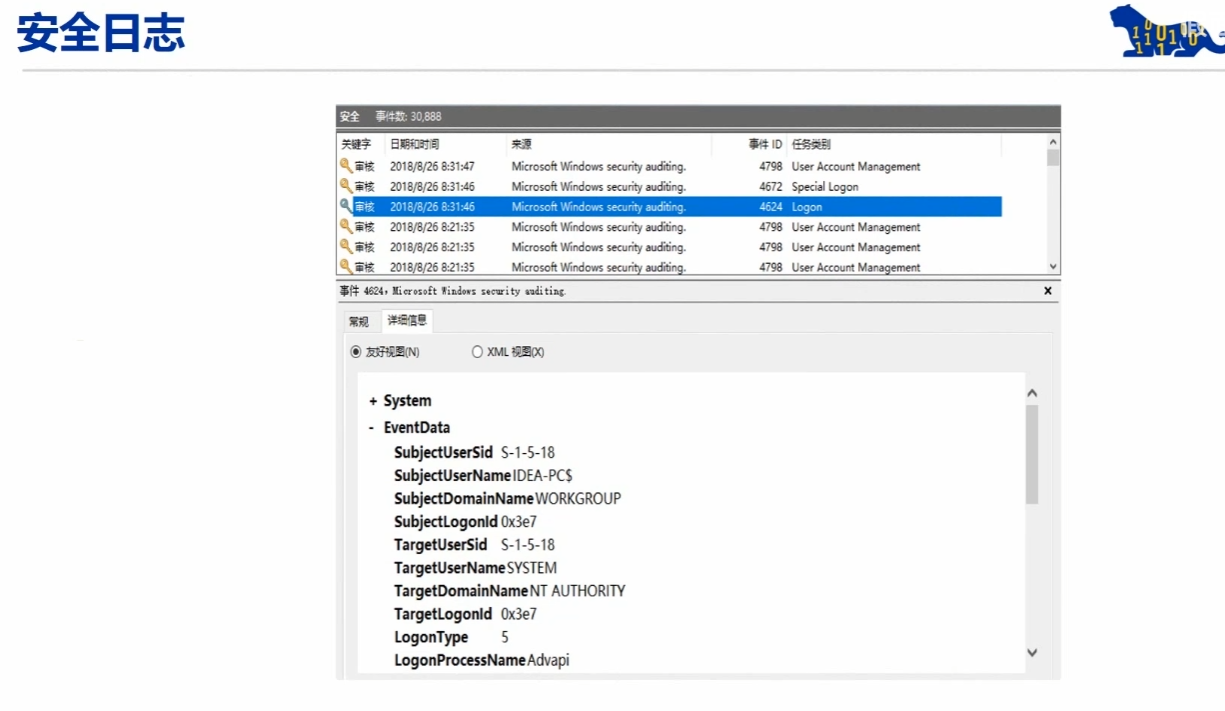 安全日志
安全 事件数: 30,888
关键字 日期和时间 来源 事件 ID 任务类别
审核 2018/8/26 8:31:47 Microsoft Windows security auditing. 4798 User Account Management
审核 2018/8/26 8:31:46 Microsoft Windows security auditing. 4672 Special Logon
审核 2018/8/26 8:31:46 Microsoft Windows security auditing. 4624 Logon
审核 2018/8/26 8:21:35 Microsoft Windows security auditing. 4798 User Account Management
审核 2018/8/26 8:21:35 Microsoft Windows security auditing. 4798 User Account Management
审核 2018/8/26 8:21:35 Microsoft Windows security auditing. 4798 User Account Management
事件 4624，Microsoft Windows security auditing.
常规 详细信息
友好视图(N) XML 视图(X)
+ System
- EventData
SubjectUserSid S-1-5-18
SubjectUserName IDEA-PC$
SubjectDomainName WORKGROUP
SubjectLogonId 0x3e7
TargetUserSid S-1-5-18
TargetUserName SYSTEM
TargetDomainName NT AUTHORITY
TargetLogonId 0x3e7
LogonType 5
LogonProcessName Advapi